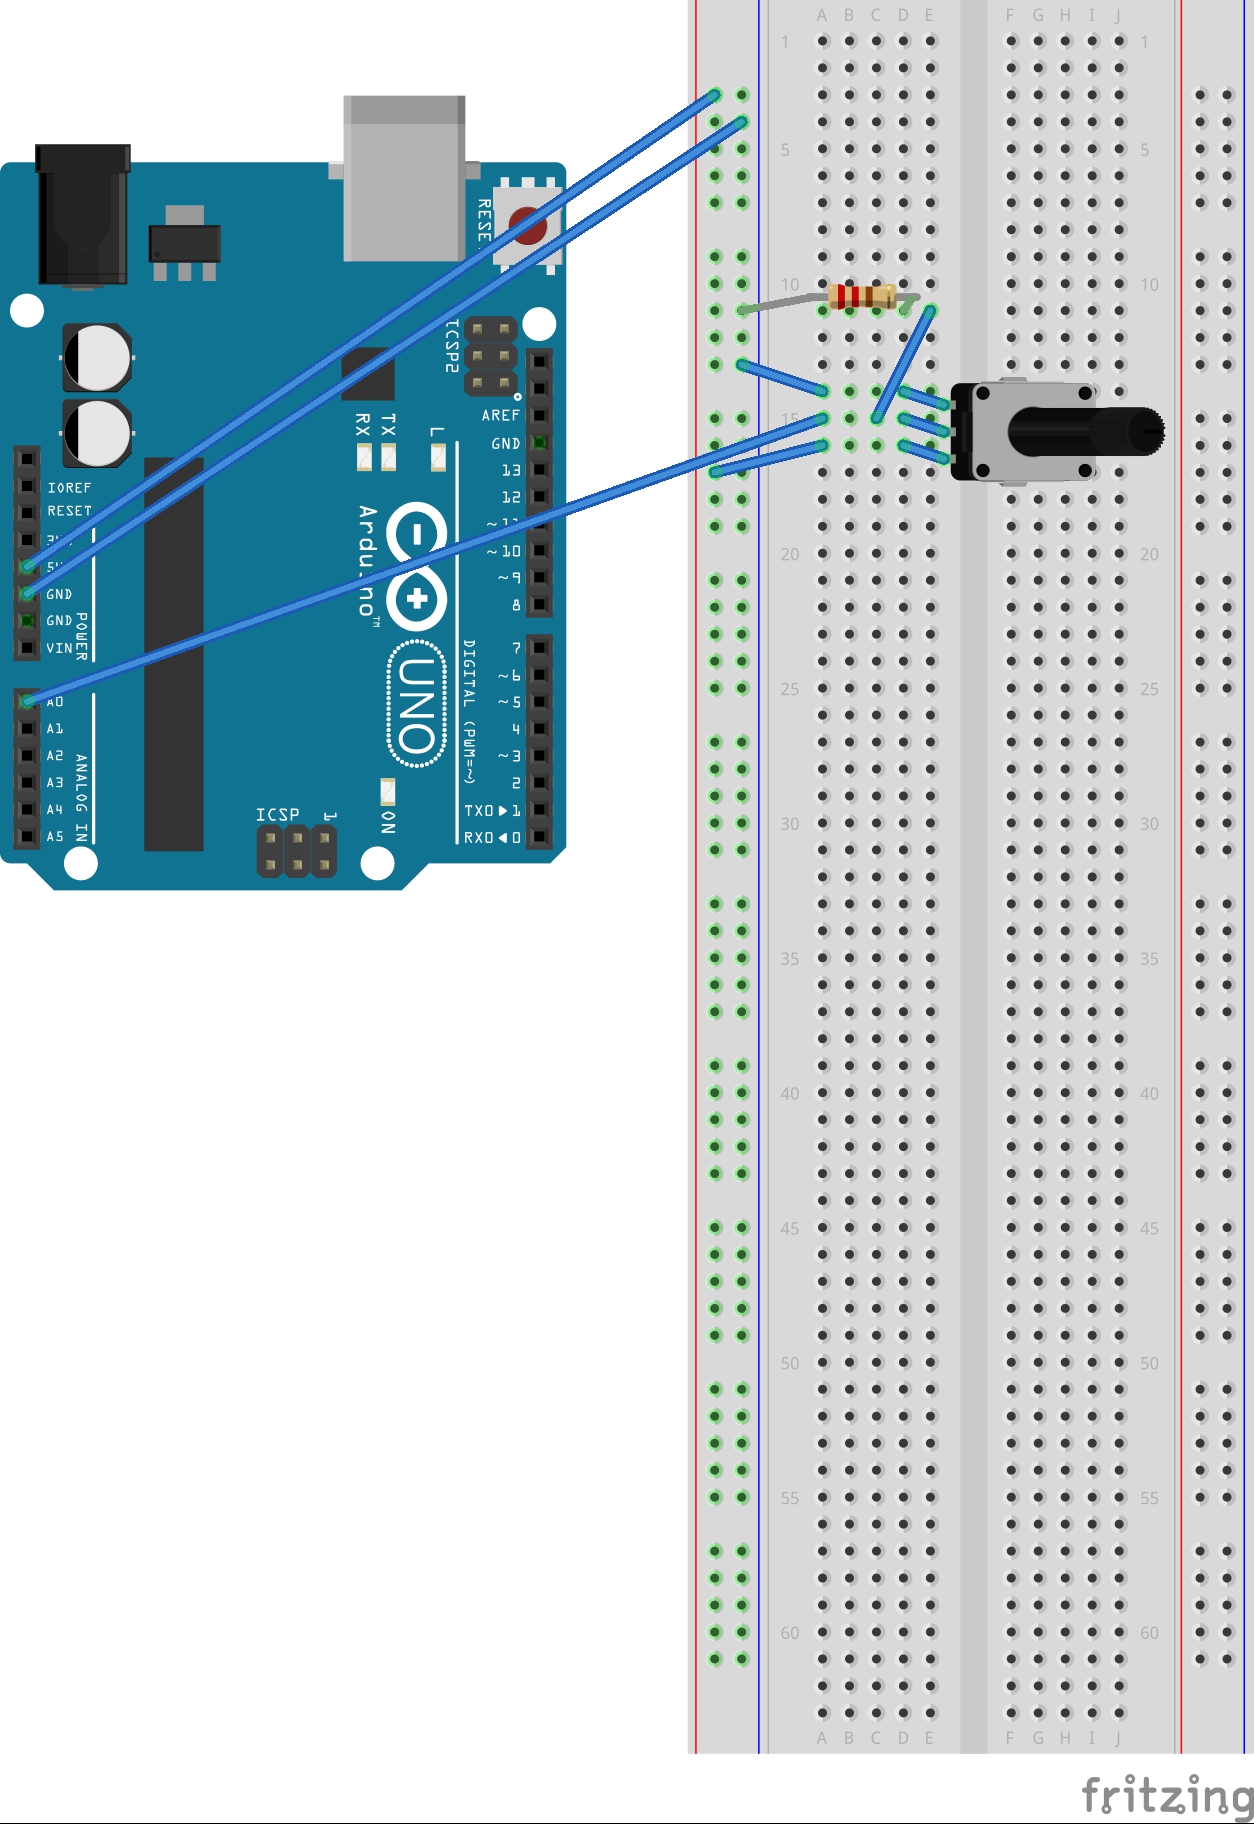 A B C D E F G H I J
1 1
5 5
10 10
15
20 20
25 25
30 30
35 35
40 40
45 45
50 50
55 55
60 60
A B C D E F G H I J
RESET
ICSP2
RX
TX
L
AREF
GND
13
12
~11
~10
~9
8
IOREF
RESET
3V3
5V
GND
GND
VIN
POWER
Arduino™
UNO
A0
A1
A2
A3
A4
A5
ANALOG IN
7
~6
~5
4
~3
2
TX0▶1
RX0◀0
DIGITAL (PWM=~)
ICSP
1
ON
fritzing